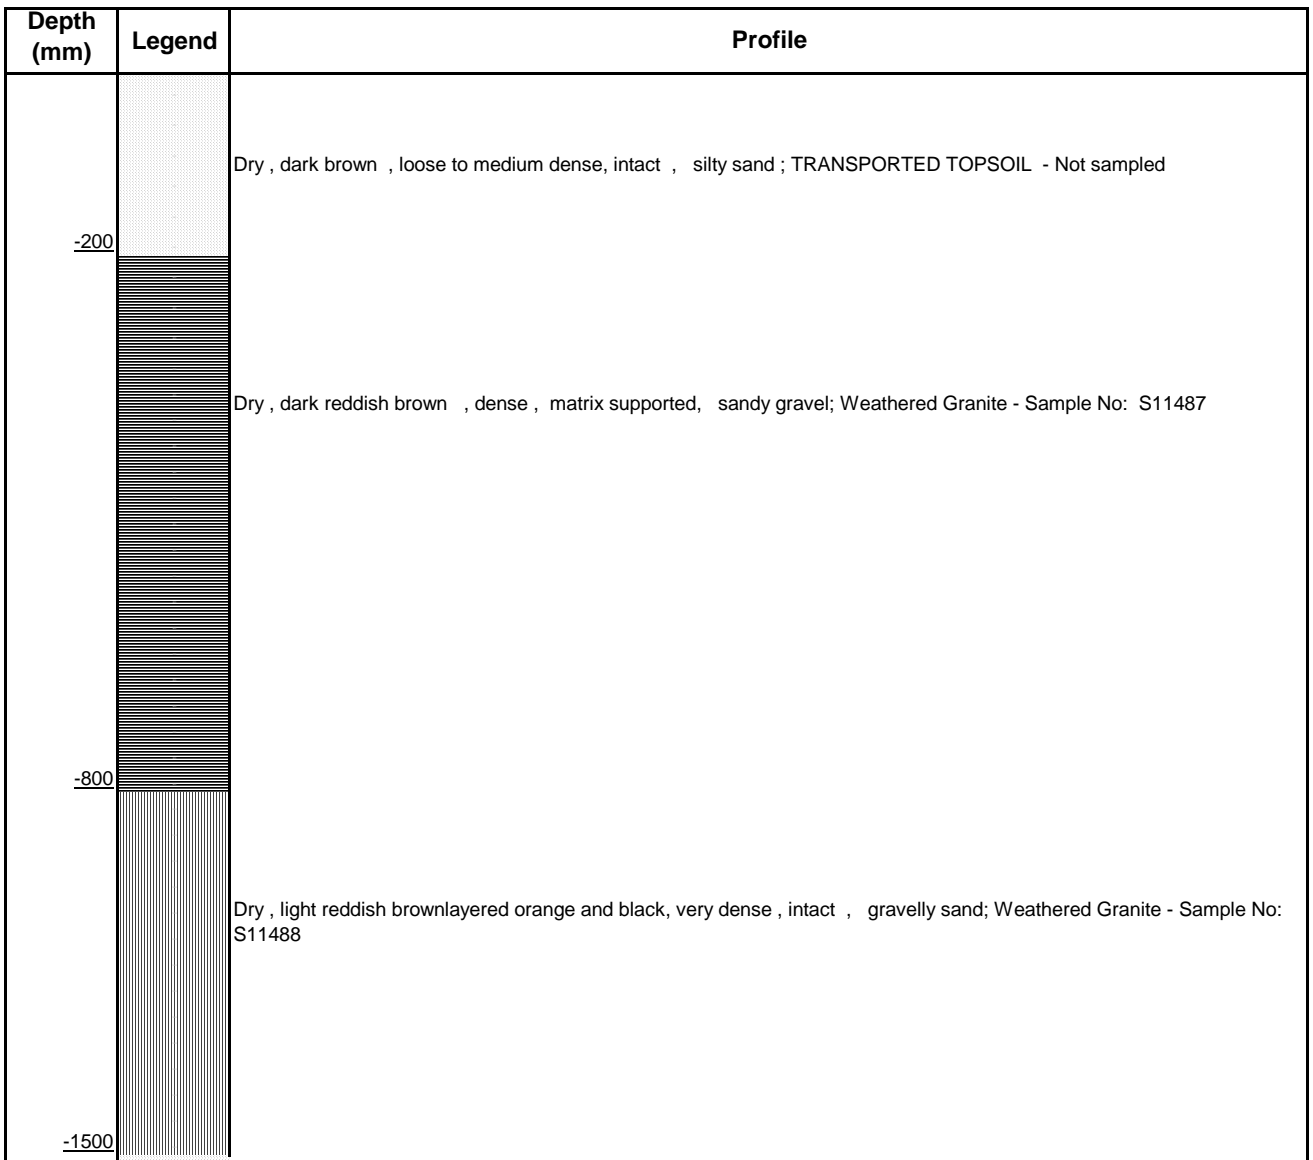 Depth
(mm)
Legend
Profile
Dry , dark brown , loose to medium dense, intact , silty sand ; TRANSPORTED TOPSOIL - Not sampled
-200
Dry , dark reddish brown , dense , matrix supported, sandy gravel; Weathered Granite - Sample No: S11487
-800
Dry , light reddish brownlayered orange and black, very dense , intact , gravelly sand; Weathered Granite - Sample No:
S11488
-1500